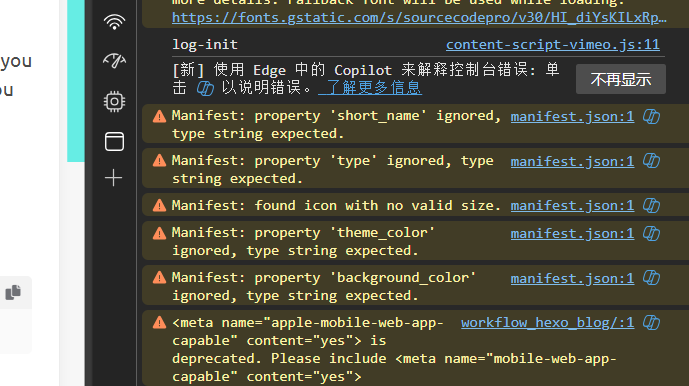 more details. Fallback font will be used while loading:
https://fonts.gstatic.com/s/sourcecodepro/v30/HI_diYsKILxRp…
log-init content-script-vimeo.js:11
[新] 使用 Edge 中的 Copilot 来解释控制台错误: 单
击 以说明错误。 了解更多信息
不再显示
Manifest: property 'short_name' ignored, manifest.json:1
type string expected.
Manifest: property 'type' ignored, type manifest.json:1
string expected.
Manifest: found icon with no valid size. manifest.json:1
Manifest: property 'theme_color' manifest.json:1
ignored, type string expected.
Manifest: property 'background_color' manifest.json:1
ignored, type string expected.
<meta name="apple-mobile-web-app- workflow_hexo_blog/:1
capable" content="yes"> is
deprecated. Please include <meta name="mobile-web-app-
capable" content="yes">
you